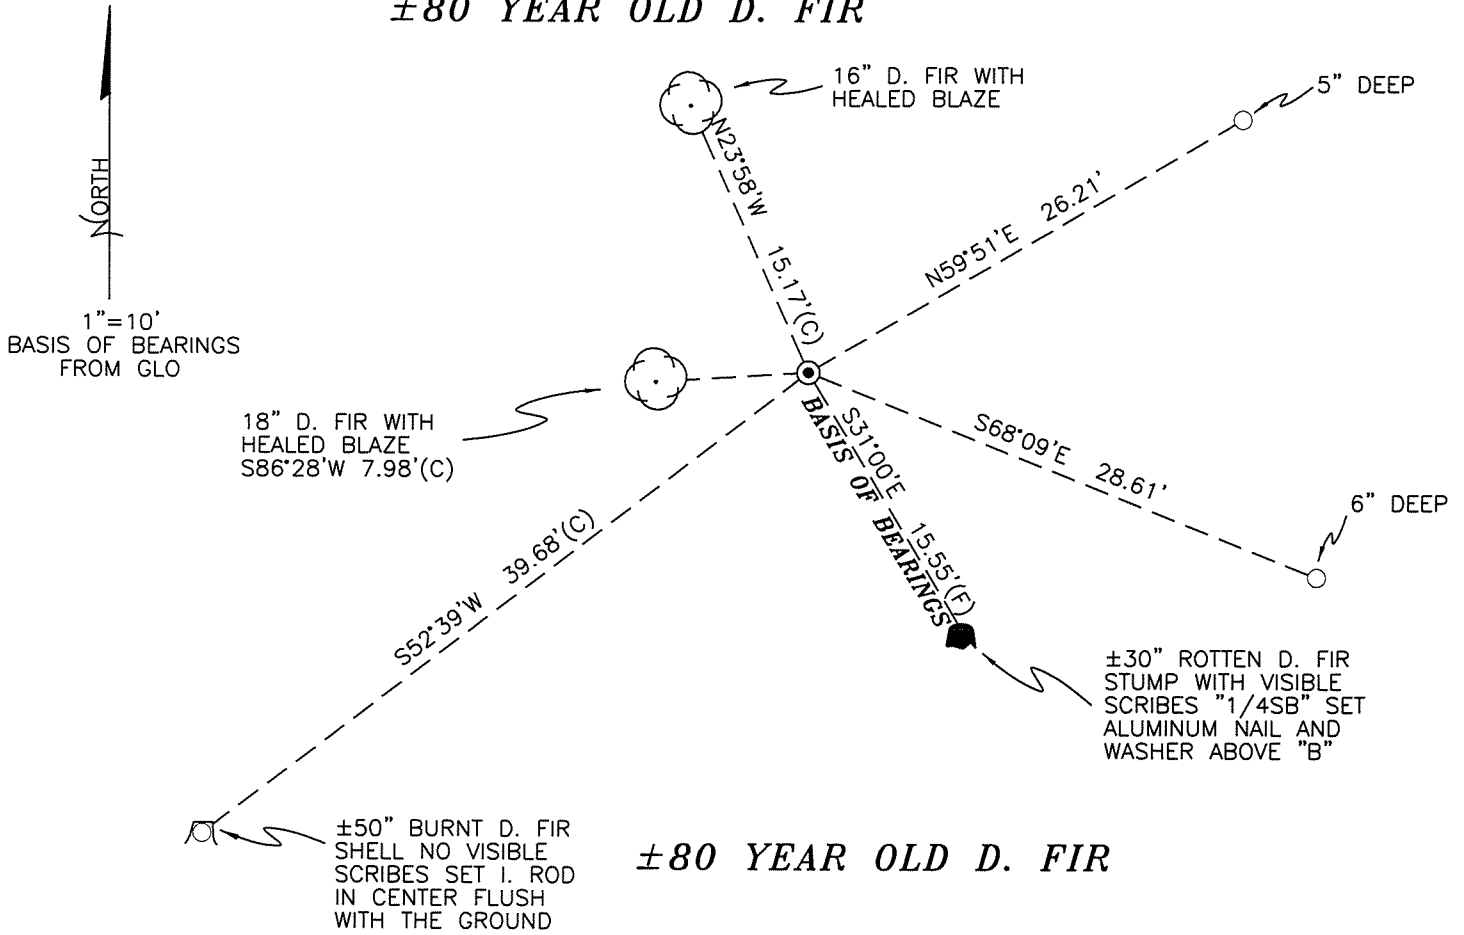 ±80 YEAR OLD D. FIR
16" D. FIR WITH
HEALED BLAZE
5" DEEP
N23°58'W 15.17'(C)
N59°51'E 26.21'
NORTH
1"=10'
BASIS OF BEARINGS
FROM GLO
18" D. FIR WITH
HEALED BLAZE
S86°28'W 7.98'(C)
S31°00'E 15.55'(F)
BASIS OF BEARINGS
S68°09'E 28.61'
6" DEEP
S52°39'W 39.68'(C)
±30" ROTTEN D. FIR
STUMP WITH VISIBLE
SCRIBES "1/4SB" SET
ALUMINUM NAIL AND
WASHER ABOVE "B"
±50" BURNT D. FIR
SHELL NO VISIBLE
SCRIBES SET I. ROD
IN CENTER FLUSH
WITH THE GROUND
±80 YEAR OLD D. FIR